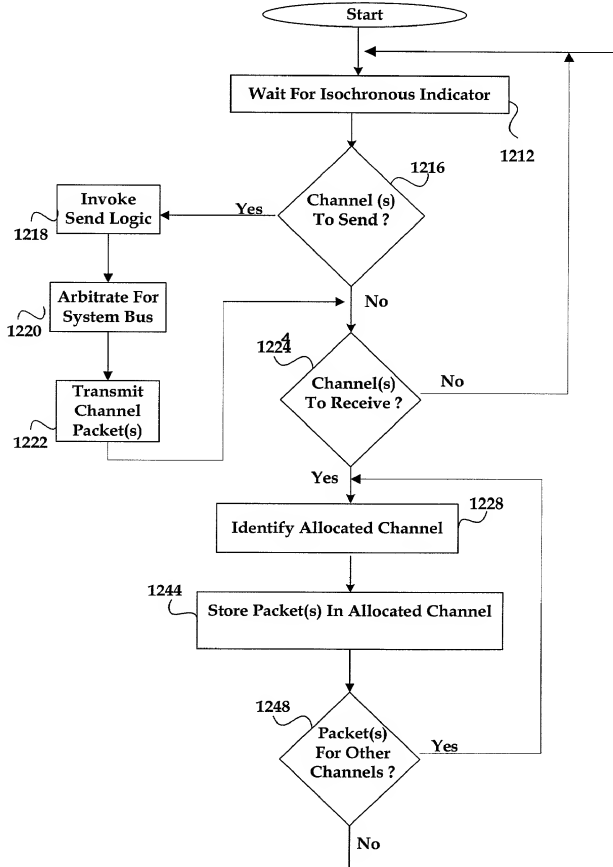 Start
Wait For Isochronous Indicator
1212
Channel (s)
To Send ?
1216
Yes
Invoke
Send Logic
1218
Arbitrate For
System Bus
1220
Transmit
Channel
Packet(s)
1222
No
4
1224
Channel(s)
To Receive ?
No
Yes
Identify Allocated Channel
1228
1244
Store Packet(s) In Allocated Channel
1248
Packet(s)
For Other
Channels ?
Yes
No